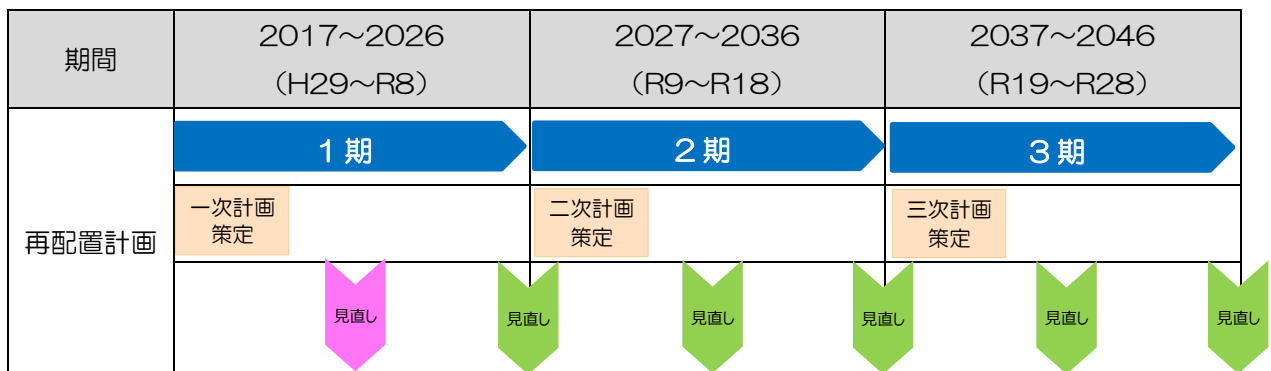 期間
2017～2026
（H29～R8）
2027～2036
（R9～R18）
2037～2046
（R19～R28）
再配置計画
１期
２期
３期
一次計画
策定
二次計画
策定
三次計画
策定
見直し
見直し
見直し
見直し
見直し
見直し